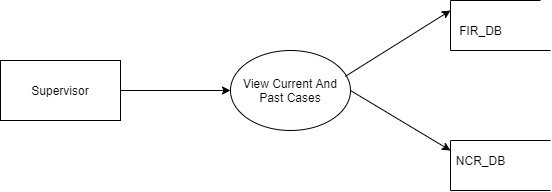 FIR_DB
Supervisor
View Current And
Past Cases
NCR_DB